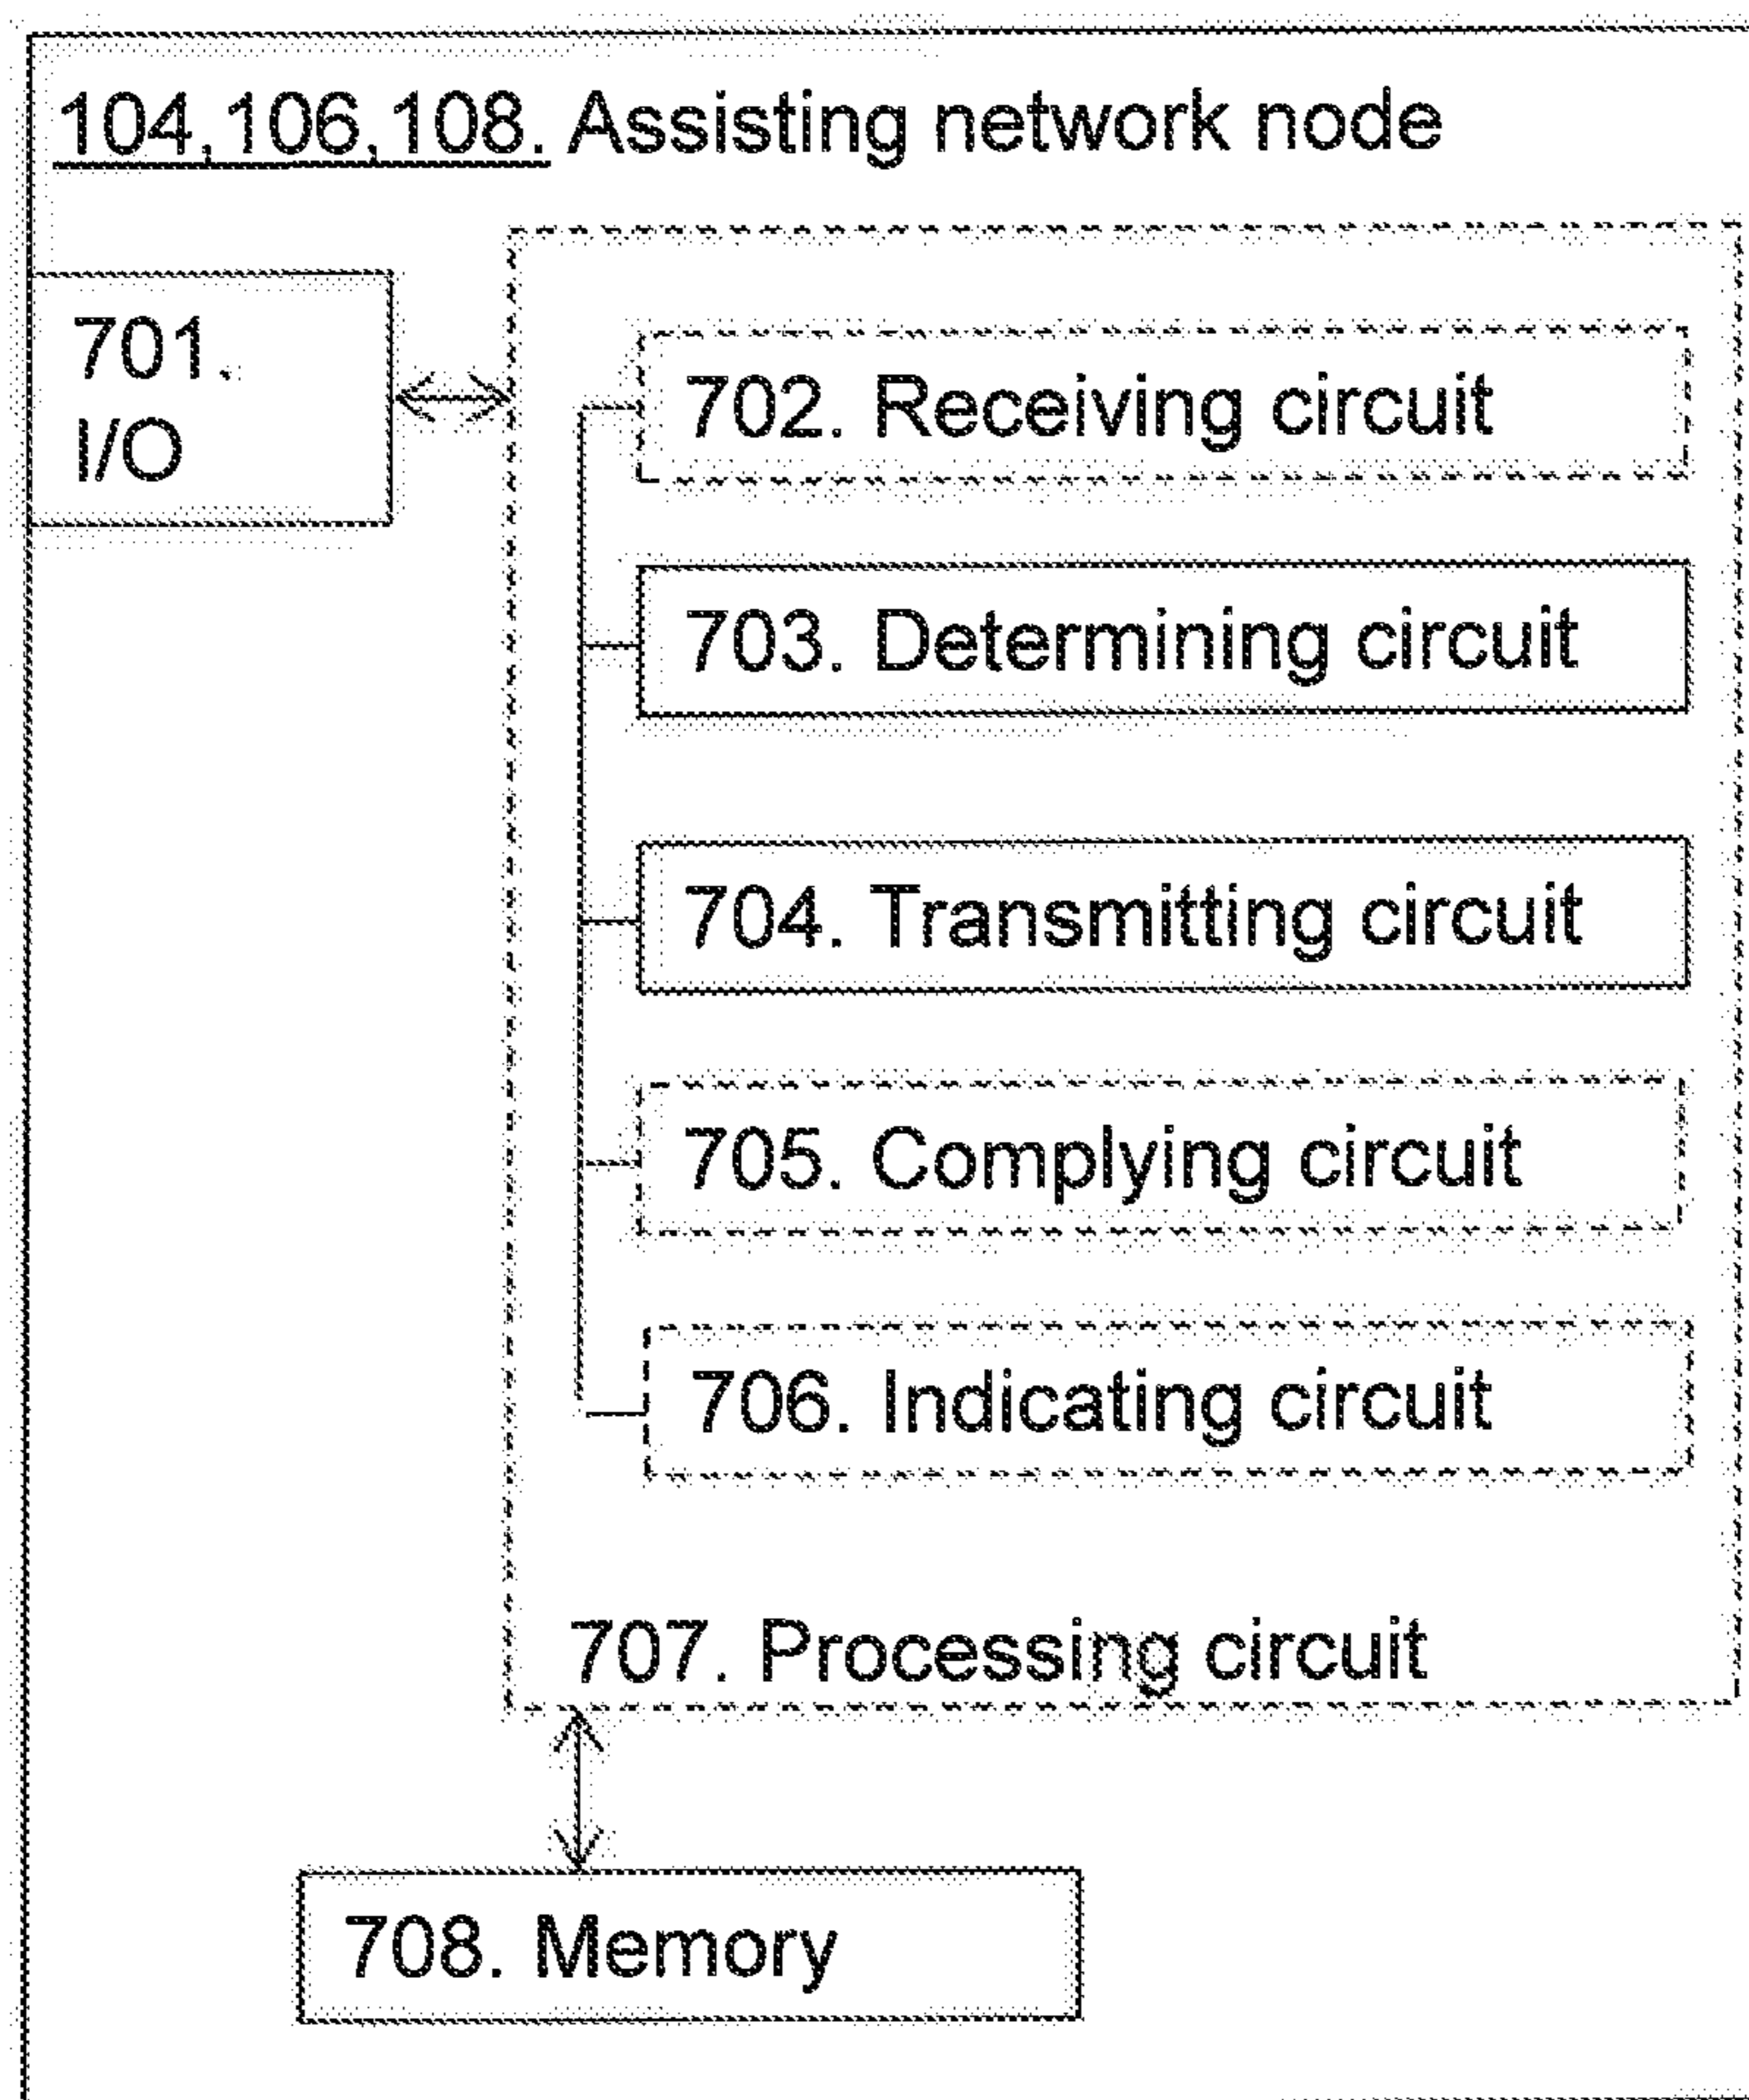 104,106,108. Assisting network node
701.
I/O
702. Receiving circuit
703. Determining circuit
704. Transmitting circuit
705. Complying circuit
706. Indicating circuit
707. Processing circuit
708. Memory